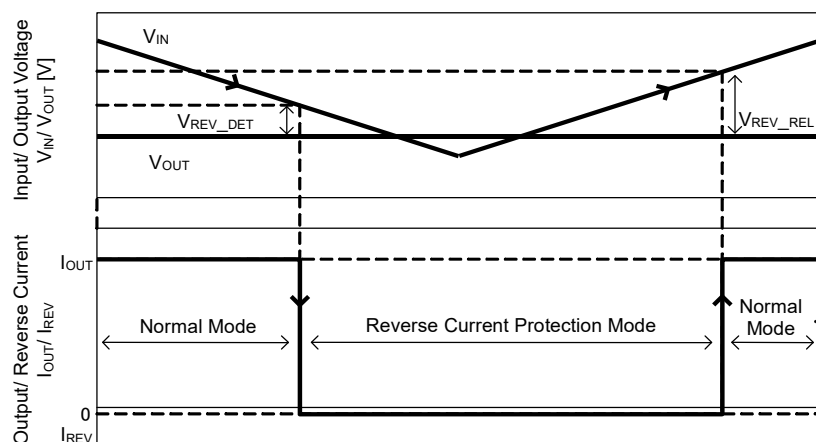 Input/ Output Voltage
VIN/ VOUT [V]
VIN
VREV_DET
VREV_REL
VOUT
Output/ Reverse Current
IOUT/ IREV
IOUT
Normal Mode
Reverse Current Protection Mode
Normal
Mode
0
IREV